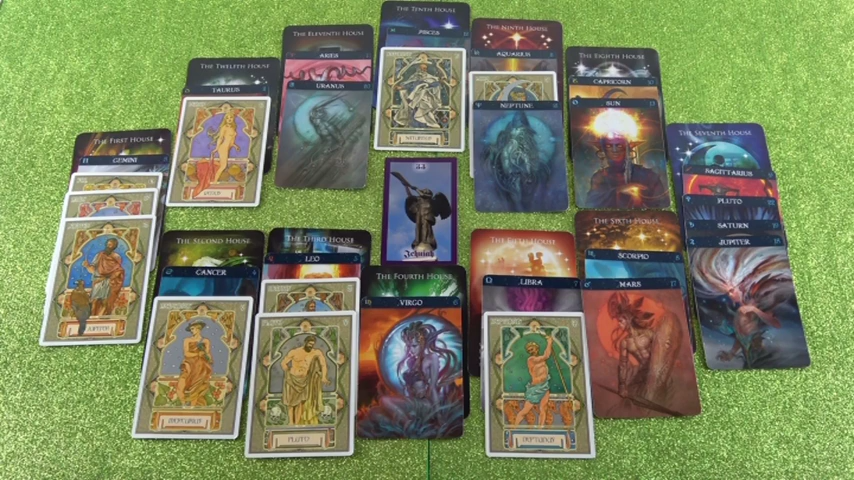 THE TENTH HOUSE
PISCES
THE ELEVENTH HOUSE
ARIES
URANUS
THE NINTH HOUSE
AQUARIUS
NEPTUNE
THE TWELFTH HOUSE
TAURUS
THE EIGHTH HOUSE
CAPRICORN
SUN
THE FIRST HOUSE
GEMINI
THE SEVENTH HOUSE
SAGITTARIUS
PLUTO
SATURN
JUPITER
THE SECOND HOUSE
CANCER
THE THIRD HOUSE
LEO
THE FOURTH HOUSE
VIRGO
THE FIFTH HOUSE
LIBRA
THE SIXTH HOUSE
SCORPIO
MARS
33
Jehuiah
PLUTO